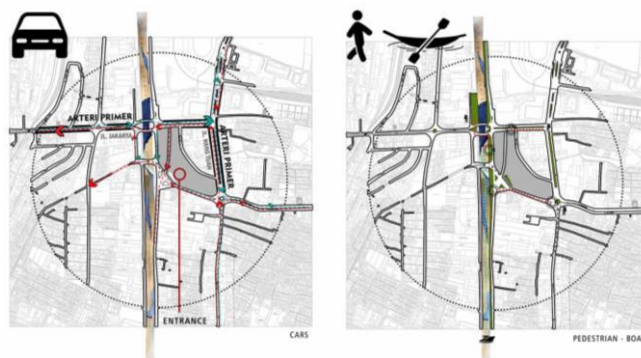 ARTERI PRIMER
JL. JAKARTA
ARTERI PRIMER
ENTRANCE
CARS
PEDESTRIAN - BOA